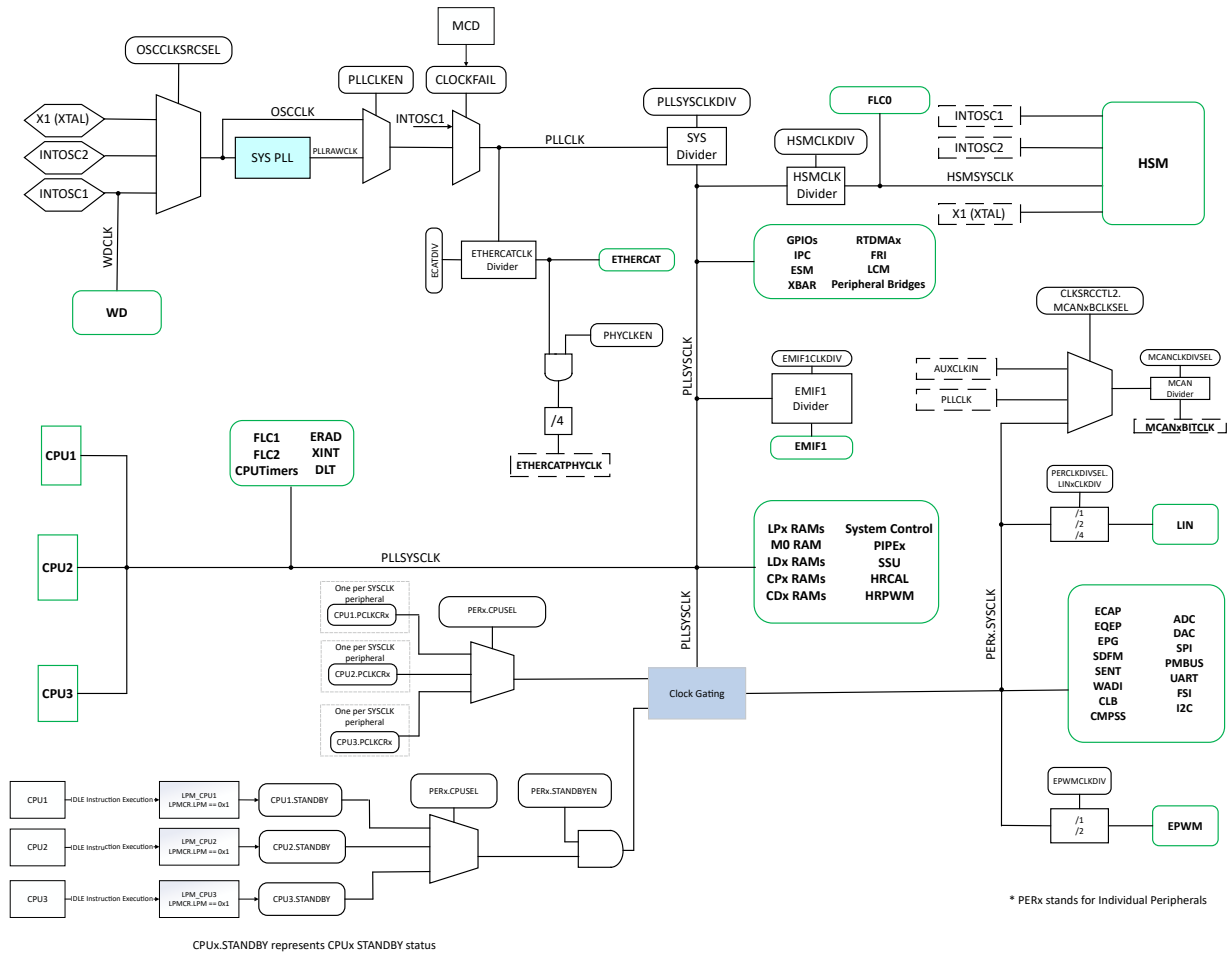 MCD
OSCCLKSRCSEL
PLLCLKEN
CLOCKFAIL
PLLSYSCLKDIV
FLC0
X1 (XTAL)
INTOSC2
INTOSC1
OSCCLK
SYS PLL
PLLRAWCLK
INTOSC1
PLLCLK
SYS
Divider
HSMCLKDIV
HSMCLK
Divider
HSMSYSCLK
INTOSC1
INTOSC2
X1 (XTAL)
HSM
WDCLK
WD
ECATDIV
ETHERCATCLK
Divider
ETHERCAT
PHYCLKEN
/4
ETHERCATPHYCLK
GPIOs
IPC
ESM
XBAR
RTDMAx
FRI
LCM
Peripheral Bridges
PLLSYSCLK
EMIF1CLKDIV
EMIF1
Divider
EMIF1
CLKSRCCTL2.
MCANxBCLKSEL
AUXCLKIN
PLLCLK
MCANCLKDIVSEL
MCAN
Divider
MCANxBITCLK
CPU1
CPU2
CPU3
FLC1
FLC2
CPUTimers
ERAD
XINT
DLT
PLLSYSCLK
LPx RAMs
M0 RAM
LDx RAMs
CPx RAMs
CDx RAMs
System Control
PIPEx
SSU
HRCAL
HRPWM
PERCLKDIVSEL.
LINxCLKDIV
/1
/2
/4
LIN
PLLSYSCLK
PERx.SYSCLK
One per SYSCLK
peripheral
CPU1.PCLKCRx
One per SYSCLK
peripheral
CPU2.PCLKCRx
One per SYSCLK
peripheral
CPU3.PCLKCRx
PERx.CPUSEL
Clock Gating
ECAP
EQEP
EPG
SDFM
SENT
WADI
CLB
CMPSS
ADC
DAC
SPI
PMBUS
UART
FSI
I2C
CPU1
IDLE Instruction Execution
LPM_CPU1
LPMCR.LPM == 0x1
CPU1.STANDBY
CPU2
IDLE Instruction Execution
LPM_CPU2
LPMCR.LPM == 0x1
CPU2.STANDBY
CPU3
IDLE Instruction Execution
LPM_CPU3
LPMCR.LPM == 0x1
CPU3.STANDBY
PERx.CPUSEL
PERx.STANDBYEN
EPWMCLKDIV
/1
/2
EPWM
* PERx stands for Individual Peripherals
CPUx.STANDBY represents CPUx STANDBY status